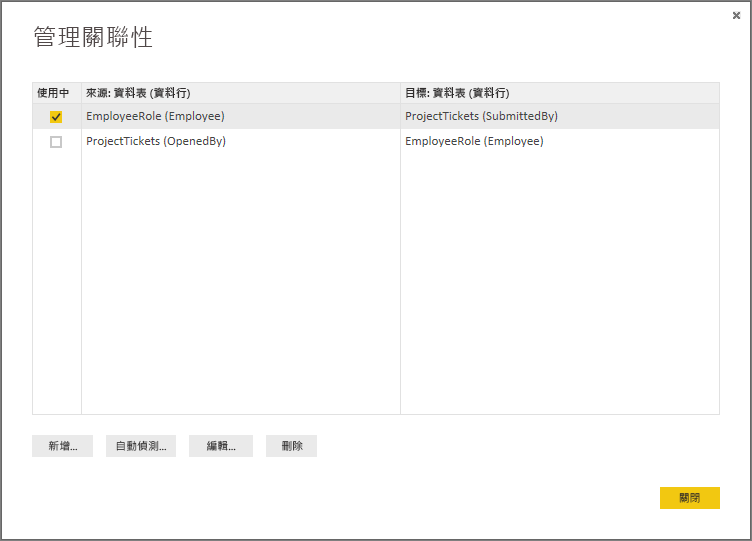 管理關聯性
使用中 來源: 資料表 (資料行) 目標: 資料表 (資料行)
EmployeeRole (Employee) ProjectTickets (SubmittedBy)
ProjectTickets (OpenedBy) EmployeeRole (Employee)
新增... 自動偵測... 編輯... 刪除
關閉